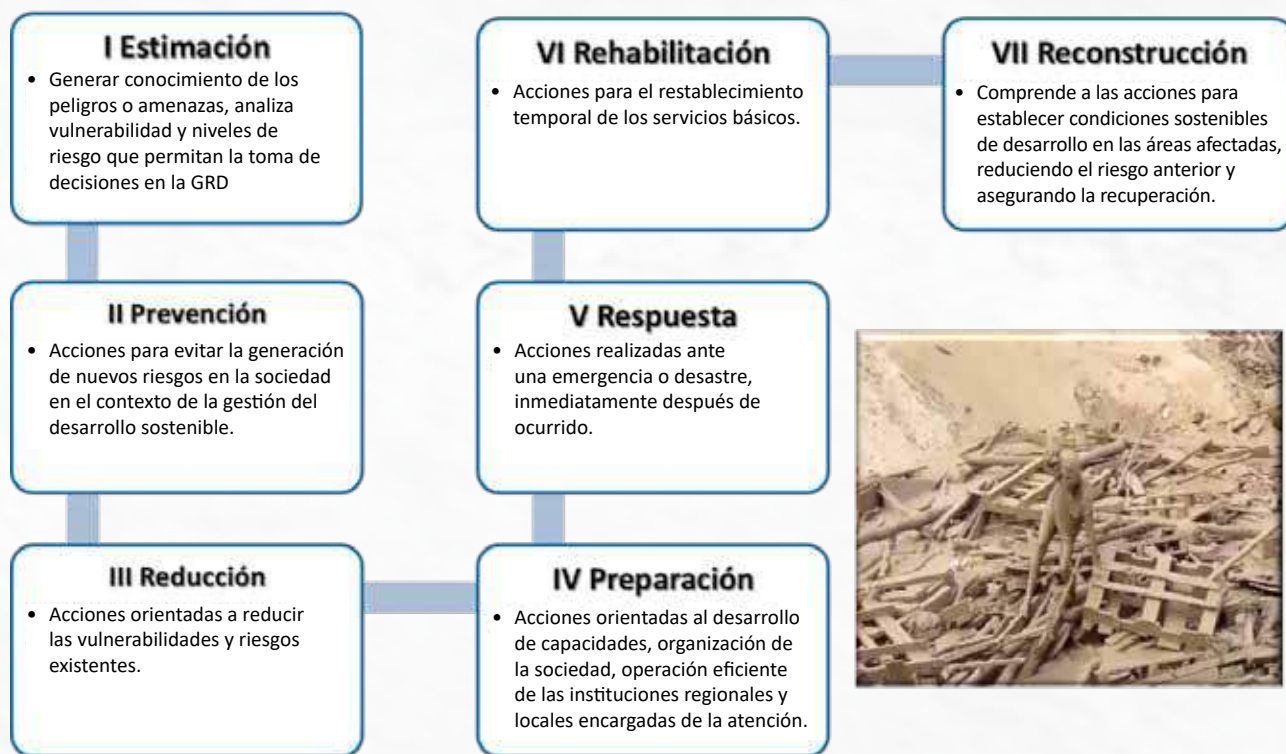 I Estimación
• Generar conocimiento de los
peligros o amenazas, analiza
vulnerabilidad y niveles de
riesgo que permitan la toma de
decisiones en la GRD
II Prevención
• Acciones para evitar la generación
de nuevos riesgos en la sociedad
en el contexto de la gestión del
desarrollo sostenible.
III Reducción
• Acciones orientadas a reducir
las vulnerabilidades y riesgos
existentes.
IV Preparación
• Acciones orientadas al desarrollo
de capacidades, organización de
la sociedad, operación eficiente
de las instituciones regionales y
locales encargadas de la atención.
V Respuesta
• Acciones realizadas ante
una emergencia o desastre,
inmediatamente después de
ocurrido.
VI Rehabilitación
• Acciones para el restablecimiento
temporal de los servicios básicos.
VII Reconstrucción
• Comprende a las acciones para
establecer condiciones sostenibles
de desarrollo en las áreas afectadas,
reduciendo el riesgo anterior y
asegurando la recuperación.